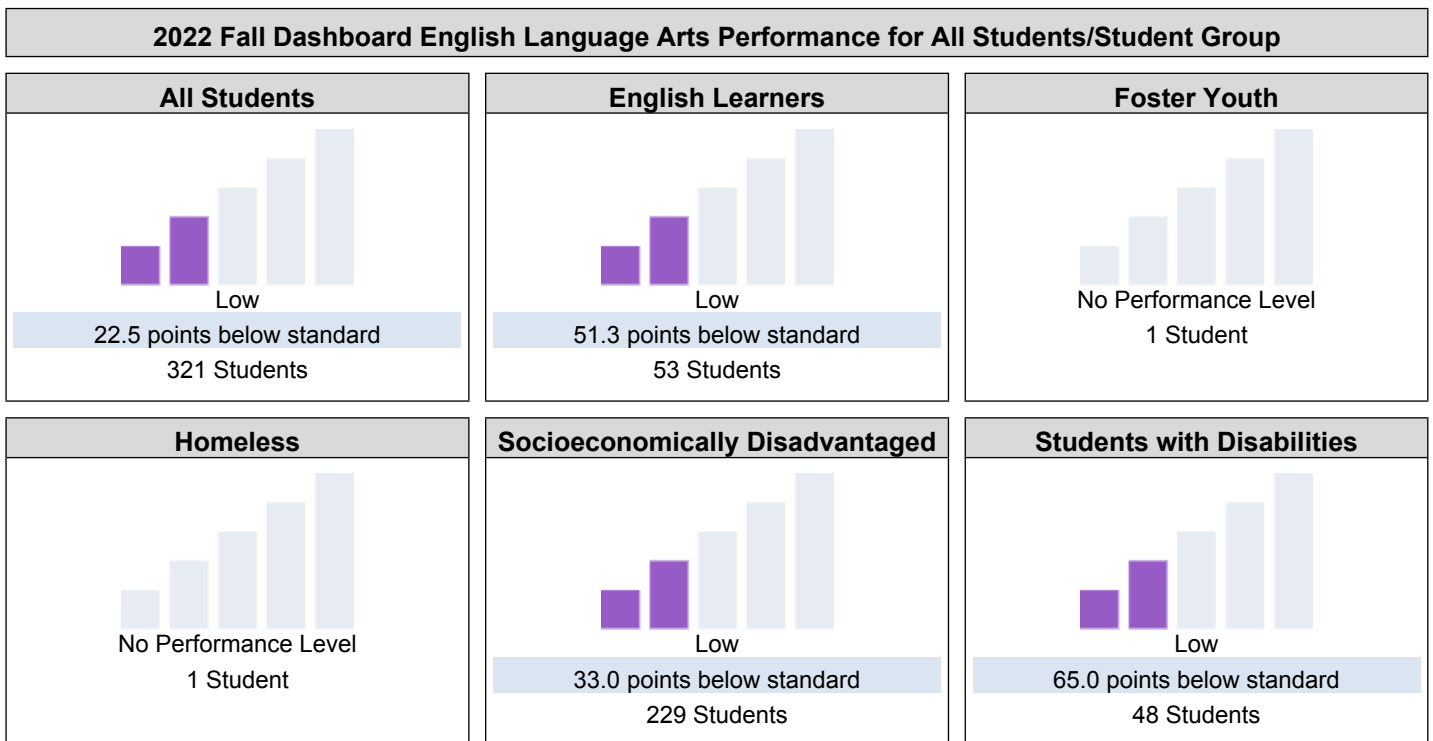 2022 Fall Dashboard English Language Arts Performance for All Students/Student Group
All Students
Low
22.5 points below standard
321 Students
English Learners
Low
51.3 points below standard
53 Students
Foster Youth
No Performance Level
1 Student
Homeless
No Performance Level
1 Student
Socioeconomically Disadvantaged
Low
33.0 points below standard
229 Students
Students with Disabilities
Low
65.0 points below standard
48 Students